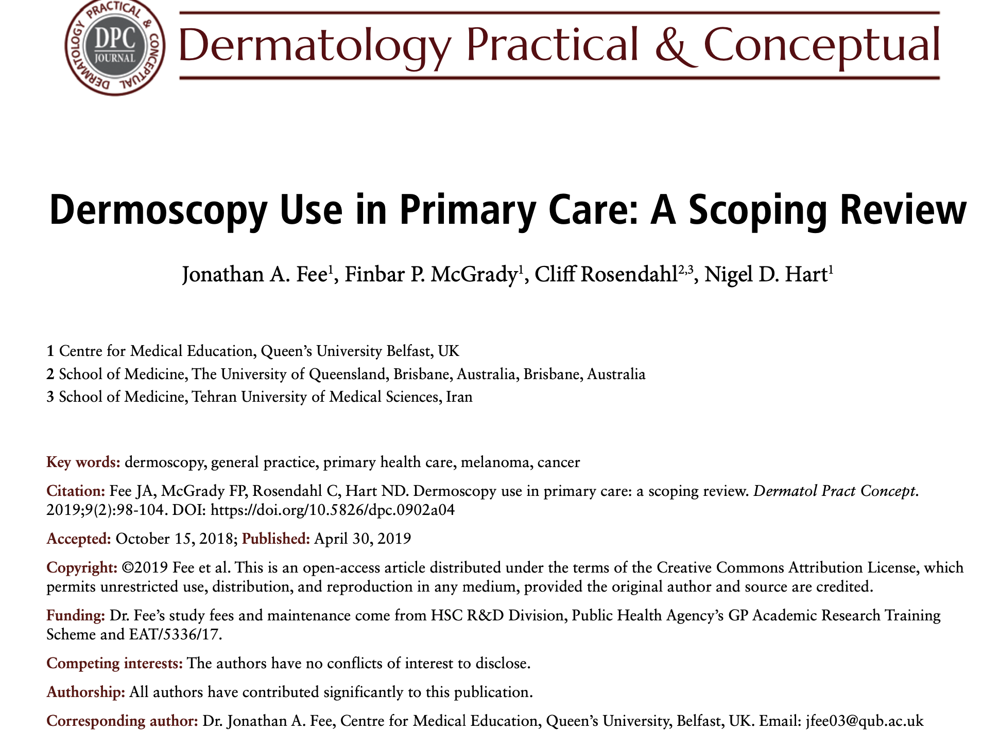 DERMATOLOGY PRACTICAL & CONCEPTUAL
DPC
JOURNAL
Dermatology Practical & Conceptual
Dermoscopy Use in Primary Care: A Scoping Review
Jonathan A. Fee1, Finbar P. McGrady1, Cliff Rosendahl2,3, Nigel D. Hart1
1 Centre for Medical Education, Queen’s University Belfast, UK
2 School of Medicine, The University of Queensland, Brisbane, Australia, Brisbane, Australia
3 School of Medicine, Tehran University of Medical Sciences, Iran
Key words: dermoscopy, general practice, primary health care, melanoma, cancer
Citation: Fee JA, McGrady FP, Rosendahl C, Hart ND. Dermoscopy use in primary care: a scoping review. Dermatol Pract Concept.
2019;9(2):98-104. DOI: https://doi.org/10.5826/dpc.0902a04
Accepted: October 15, 2018; Published: April 30, 2019
Copyright: ©2019 Fee et al. This is an open-access article distributed under the terms of the Creative Commons Attribution License, which
permits unrestricted use, distribution, and reproduction in any medium, provided the original author and source are credited.
Funding: Dr. Fee’s study fees and maintenance come from HSC R&D Division, Public Health Agency’s GP Academic Research Training
Scheme and EAT/5336/17.
Competing interests: The authors have no conflicts of interest to disclose.
Authorship: All authors have contributed significantly to this publication.
Corresponding author: Dr. Jonathan A. Fee, Centre for Medical Education, Queen’s University, Belfast, UK. Email: jfee03@qub.ac.uk